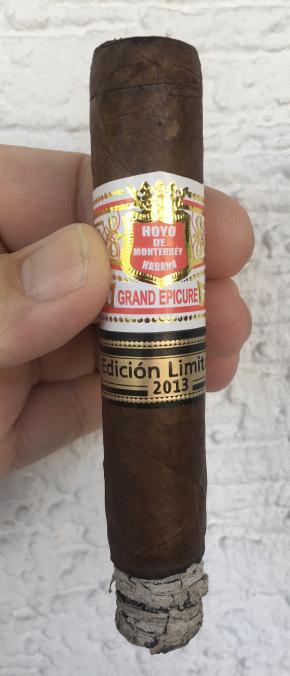 HOYO
DE
MONTERREY
HABANA
GRAND EPICURE
Edición Limit
2013